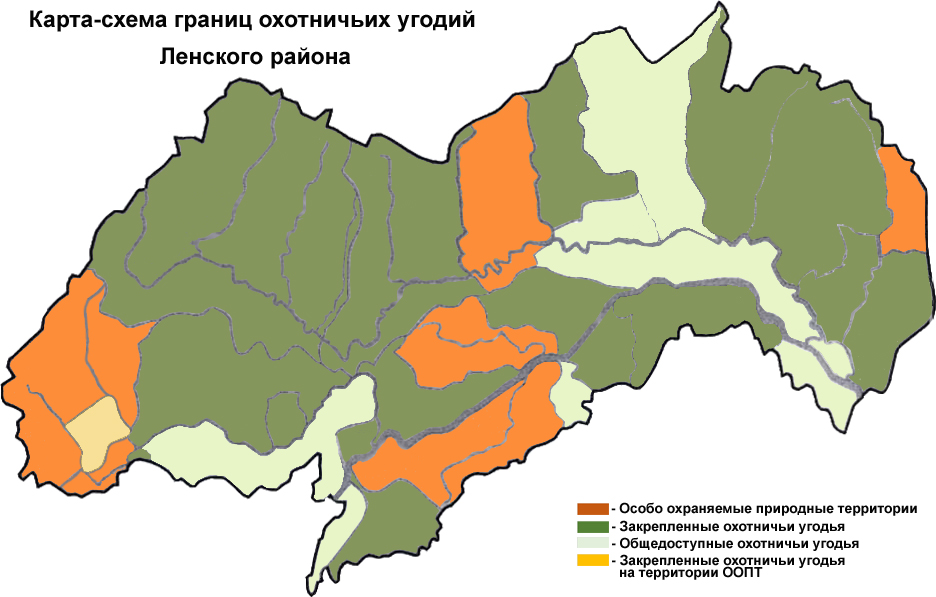 Карта-схема границ охотничьих угодий
Ленского района
- Особо охраняемые природные территории
- Закрепленные охотничьи угодья
- Общедоступные охотничьи угодья
- Закрепленные охотничьи угодья
на территории ООПТ